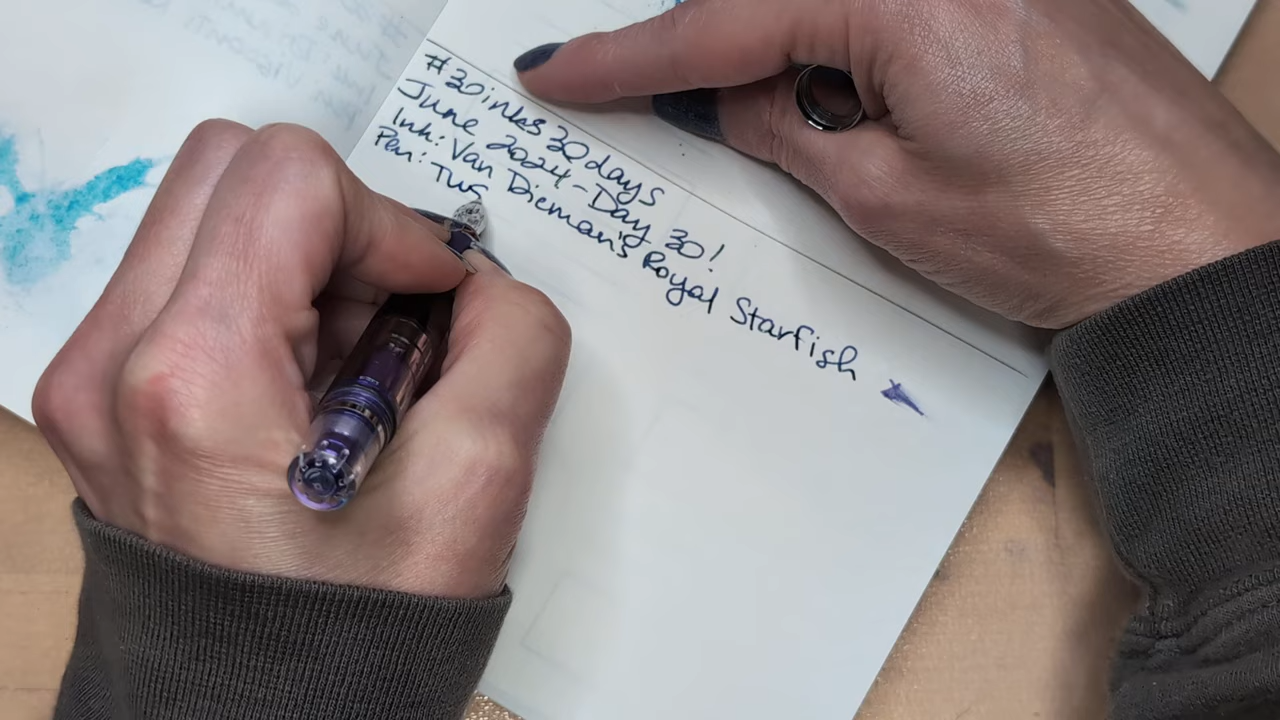 #30inks30days
June 2024-Day 30!
Ink: Van Dieman's Royal Starfish
Pen: TWS